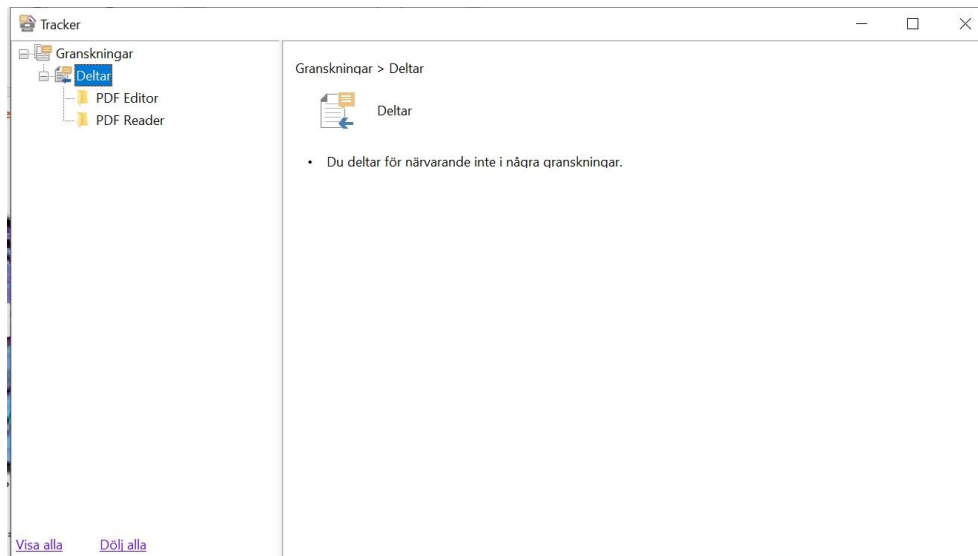 Tracker
Granskningar
Deltar
PDF Editor
PDF Reader
Visa alla Dölj alla
Granskningar > Deltar
Deltar
• Du deltar för närvarande inte i några granskningar.